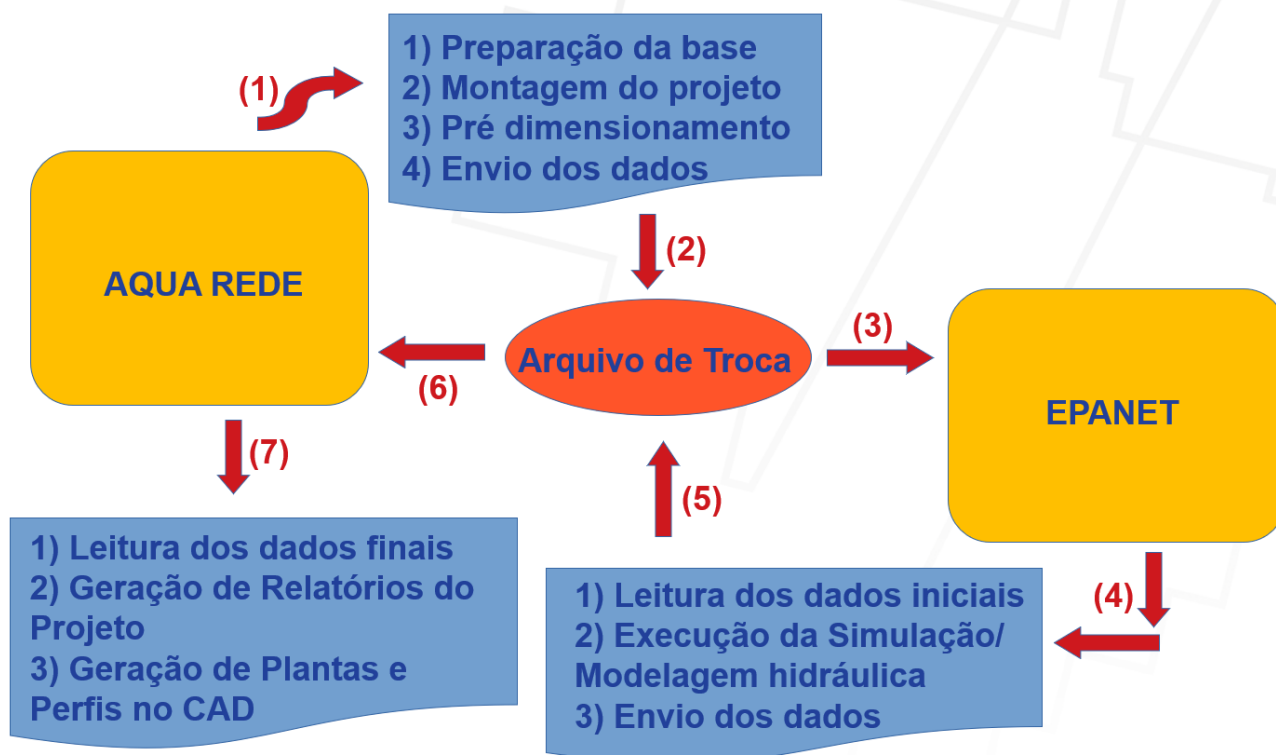 (1)
1) Preparação da base
2) Montagem do projeto
3) Pré dimensionamento
4) Envio dos dados
AQUA REDE
(2)
Arquivo de Troca
(3)
EPANET
(6)
(7)
(5)
(4)
1) Leitura dos dados finais
2) Geração de Relatórios do
Projeto
3) Geração de Plantas e
Perfis no CAD
1) Leitura dos dados iniciais
2) Execução da Simulação/
Modelagem hidráulica
3) Envio dos dados